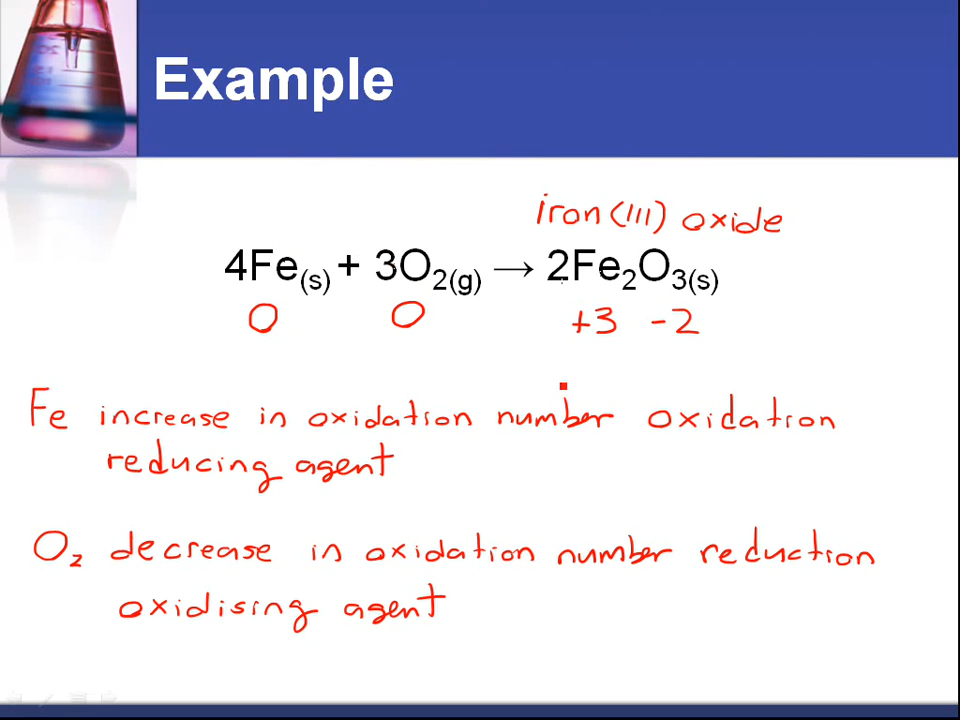 Example
iron (III) oxide
4Fe(s) + 3O2(g) → 2Fe2O3(s)
0 0 +3 -2
Fe increase in oxidation number oxidation
reducing agent
O2 decrease in oxidation number reduction
oxidising agent